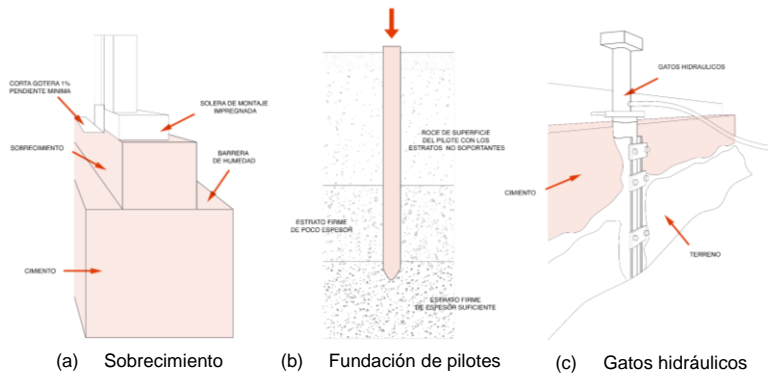 CORTA GOTERA 1%
PENDIENTE MINIMA
SOLERA DE MONTAJE
IMPREGNADA
SOBRECIMIENTO
BARRERA
DE HUMEDAD
CIMIENTO
(a) Sobrecimiento
ROCE DE SUPERFICIE
DEL PILOTE CON LOS
ESTRATOS NO SOPORTANTES
ESTRATO FIRME
DE POCO ESPESOR
ESTRATO FIRME
DE ESPESOR SUFICIENTE
(b) Fundación de pilotes
GATOS HIDRAULICOS
CIMIENTO
TERRENO
(c) Gatos hidráulicos